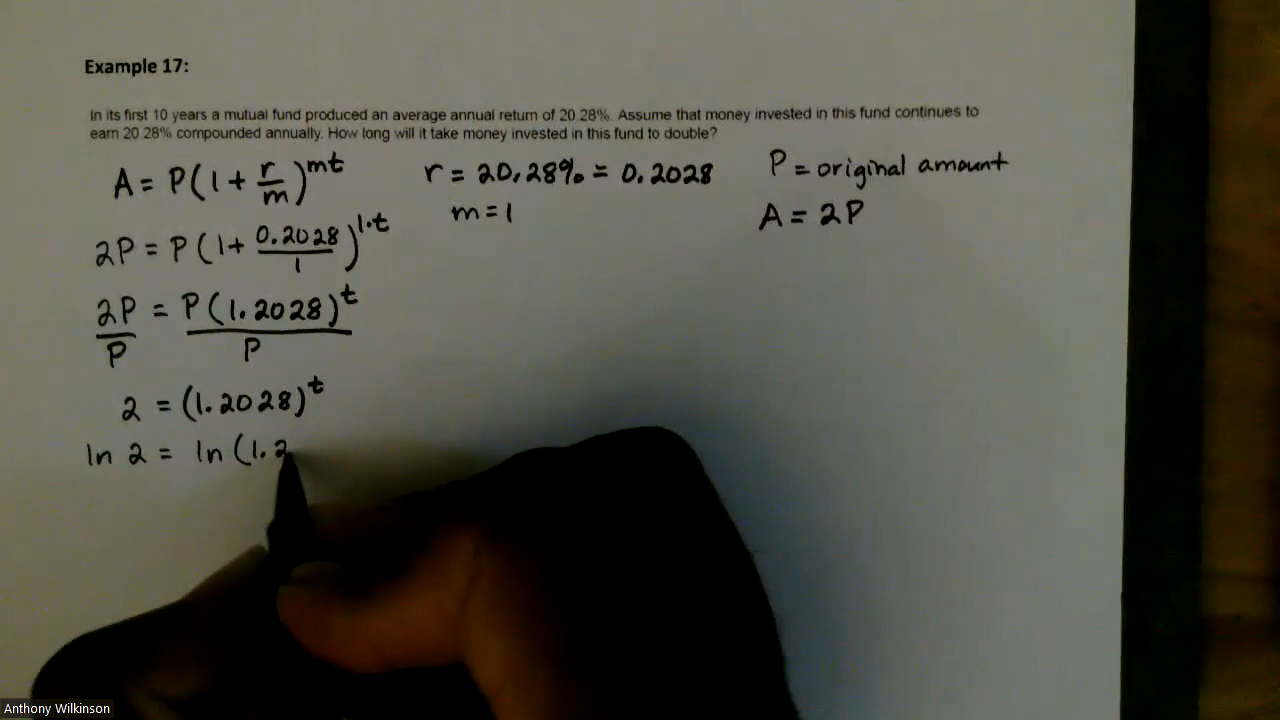 Example 17:
In its first 10 years a mutual fund produced an average annual return of 20.28%. Assume that money invested in this fund continues to
earn 20.28% compounded annually. How long will it take money invested in this fund to double?
A = P(1 + r/m)^mt r = 20.28% = 0.2028 P = original amount
m = 1 A = 2P
2P = P(1 + 0.2028/1)^1·t
2P/P = P(1.2028)^t/P
2 = (1.2028)^t
ln 2 = ln (1.2
Anthony Wilkinson